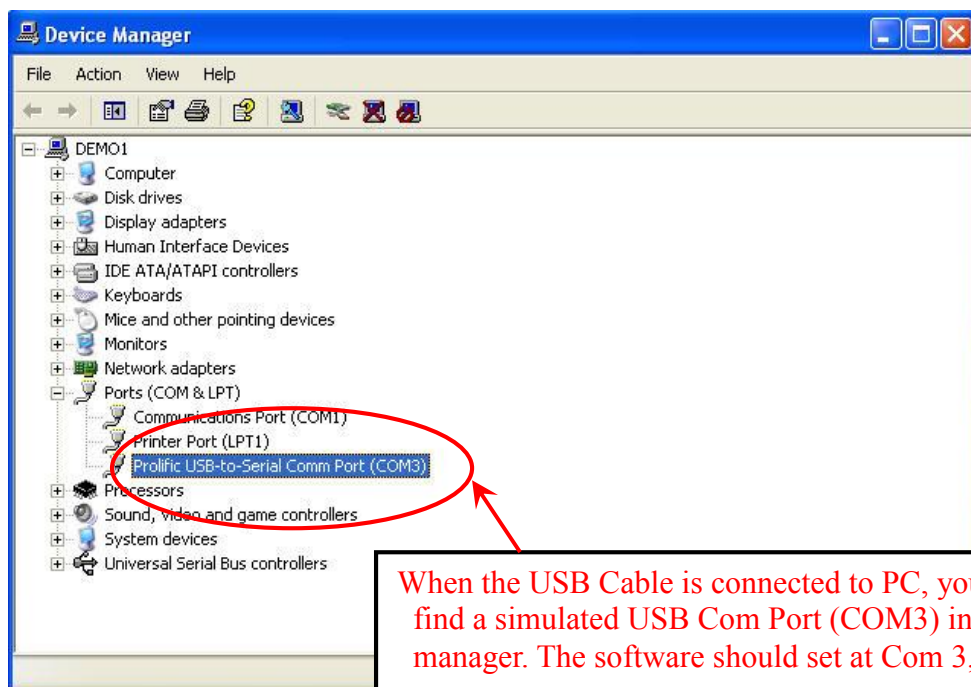 Device Manager
File Action View Help
DEMO1
Computer
Disk drives
Display adapters
Human Interface Devices
IDE ATA/ATAPI controllers
Keyboards
Mice and other pointing devices
Monitors
Network adapters
Ports (COM & LPT)
Communications Port (COM1)
Printer Port (LPT1)
Prolific USB-to-Serial Comm Port (COM3)
Processors
Sound, video and game controllers
System devices
Universal Serial Bus controllers
When the USB Cable is connected to PC, you
find a simulated USB Com Port (COM3) in
manager. The software should set at Com 3,